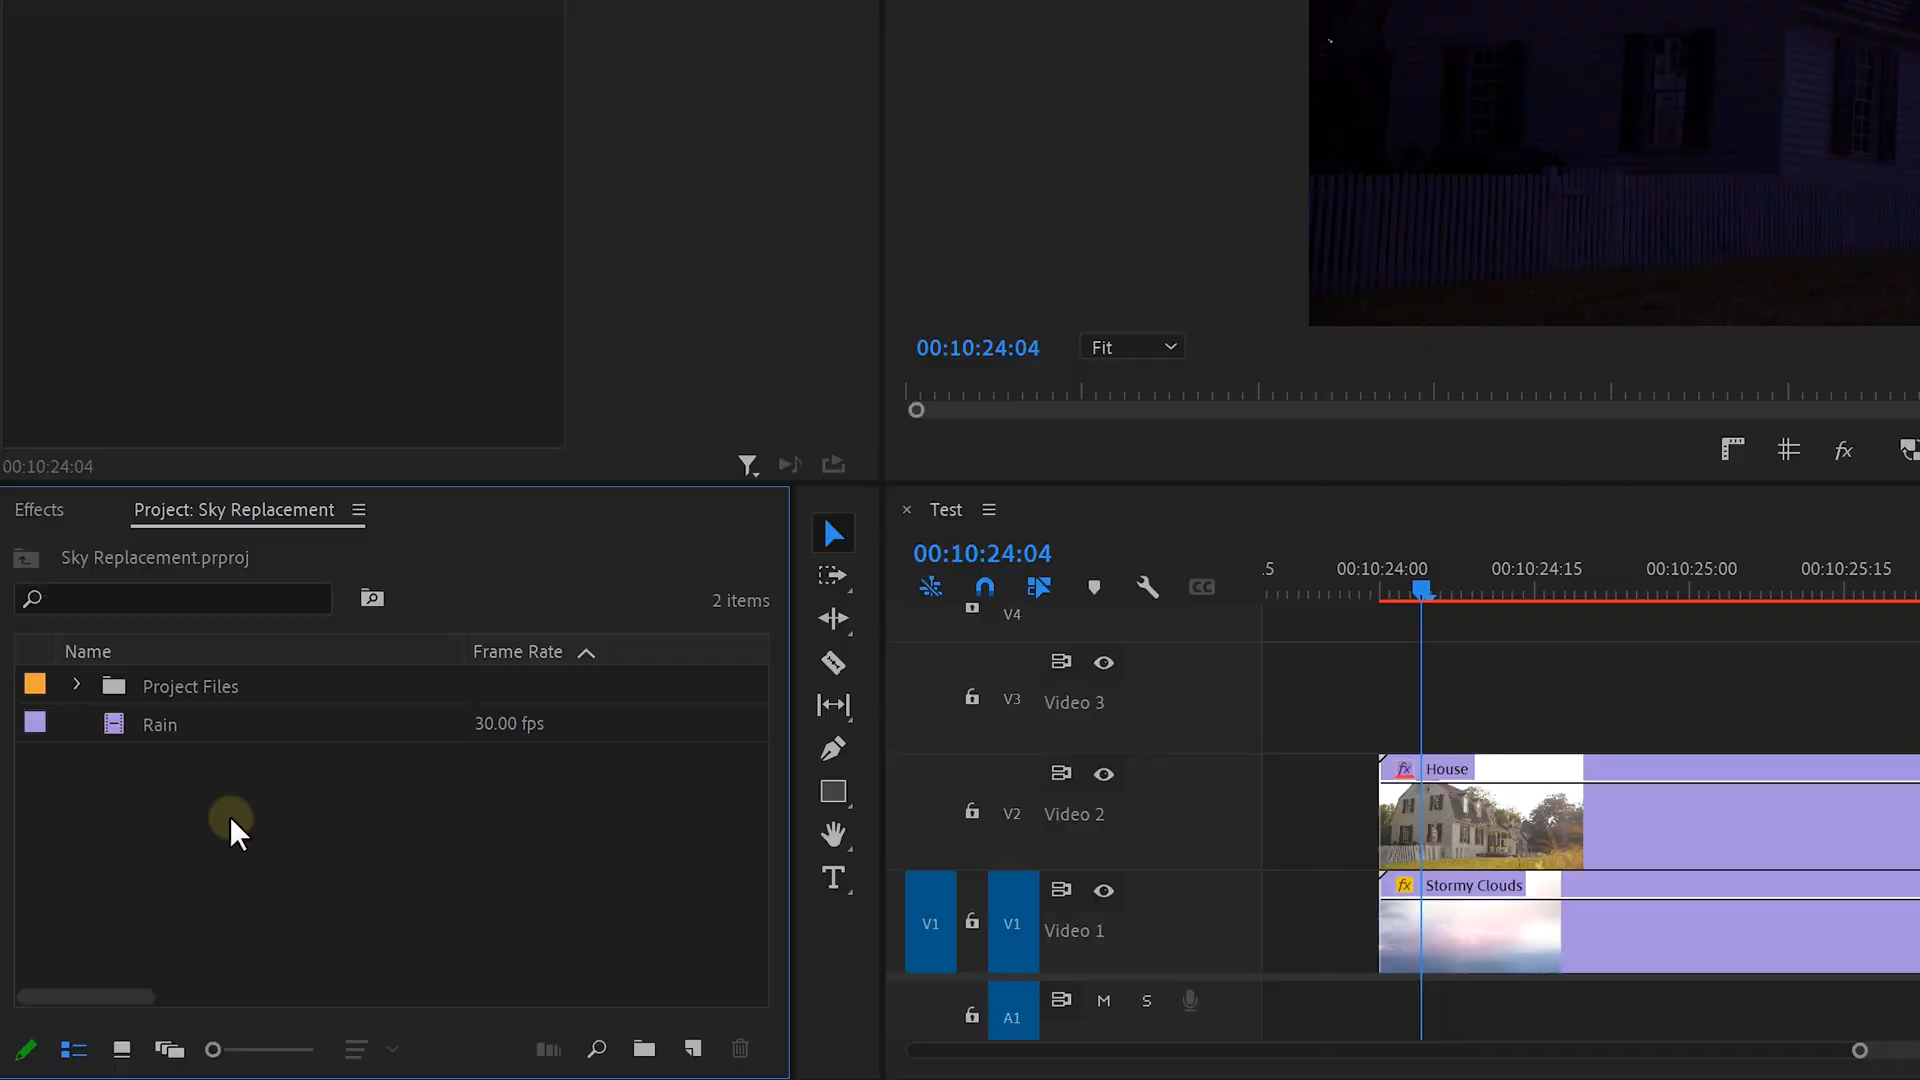 00:10:24:04
Fit
00:10:24:04
Effects
Project: Sky Replacement
Sky Replacement.prproj
2 items
Name
Frame Rate
Project Files
Rain
30.00 fps
Test
00:10:24:04
:5
00:10:24:00
00:10:24:15
00:10:25:00
00:10:25:15
V4
V3
Video 3
fx
House
V2
Video 2
fx
Stormy Clouds
V1
V1
Video 1
M
S
A1